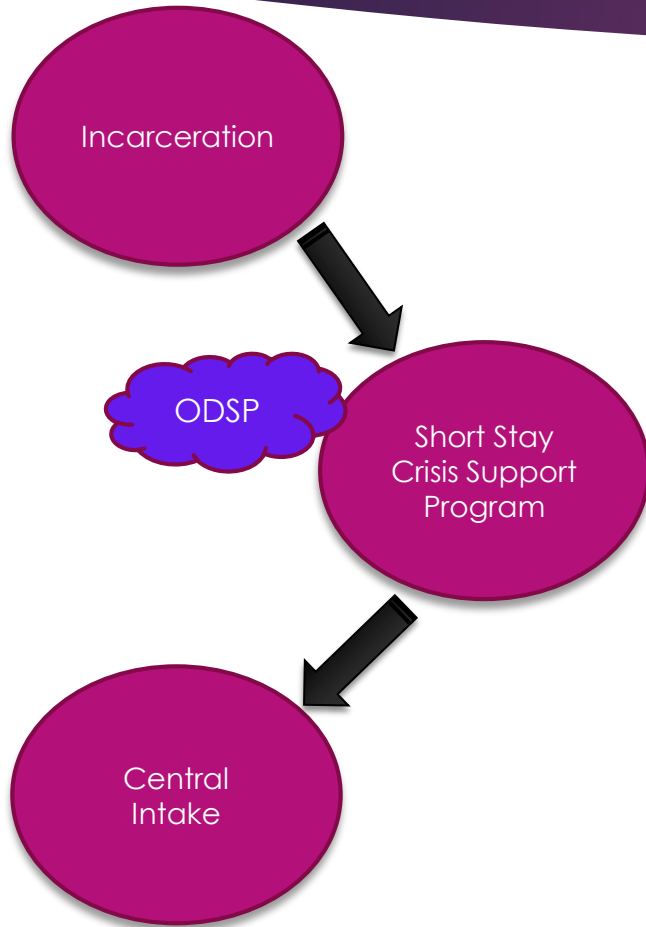 Incarceration
ODSP
Short Stay
Crisis Support
Program
Central
Intake